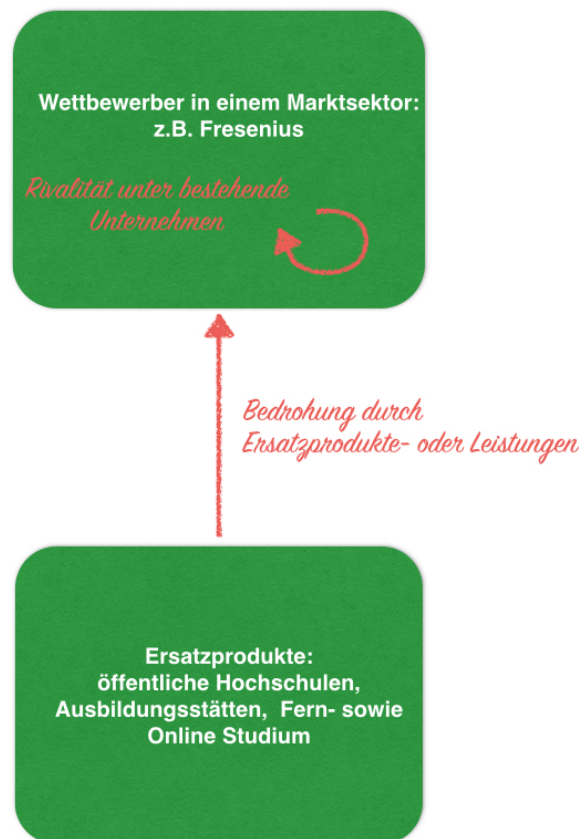 Wettbewerber in einem Marktsektor:
z.B. Fresenius
Rivalität unter bestehende
Unternehmen
Bedrohung durch
Ersatzprodukte- oder Leistungen
Ersatzprodukte:
öffentliche Hochschulen,
Ausbildungsstätten, Fern- sowie
Online Studium